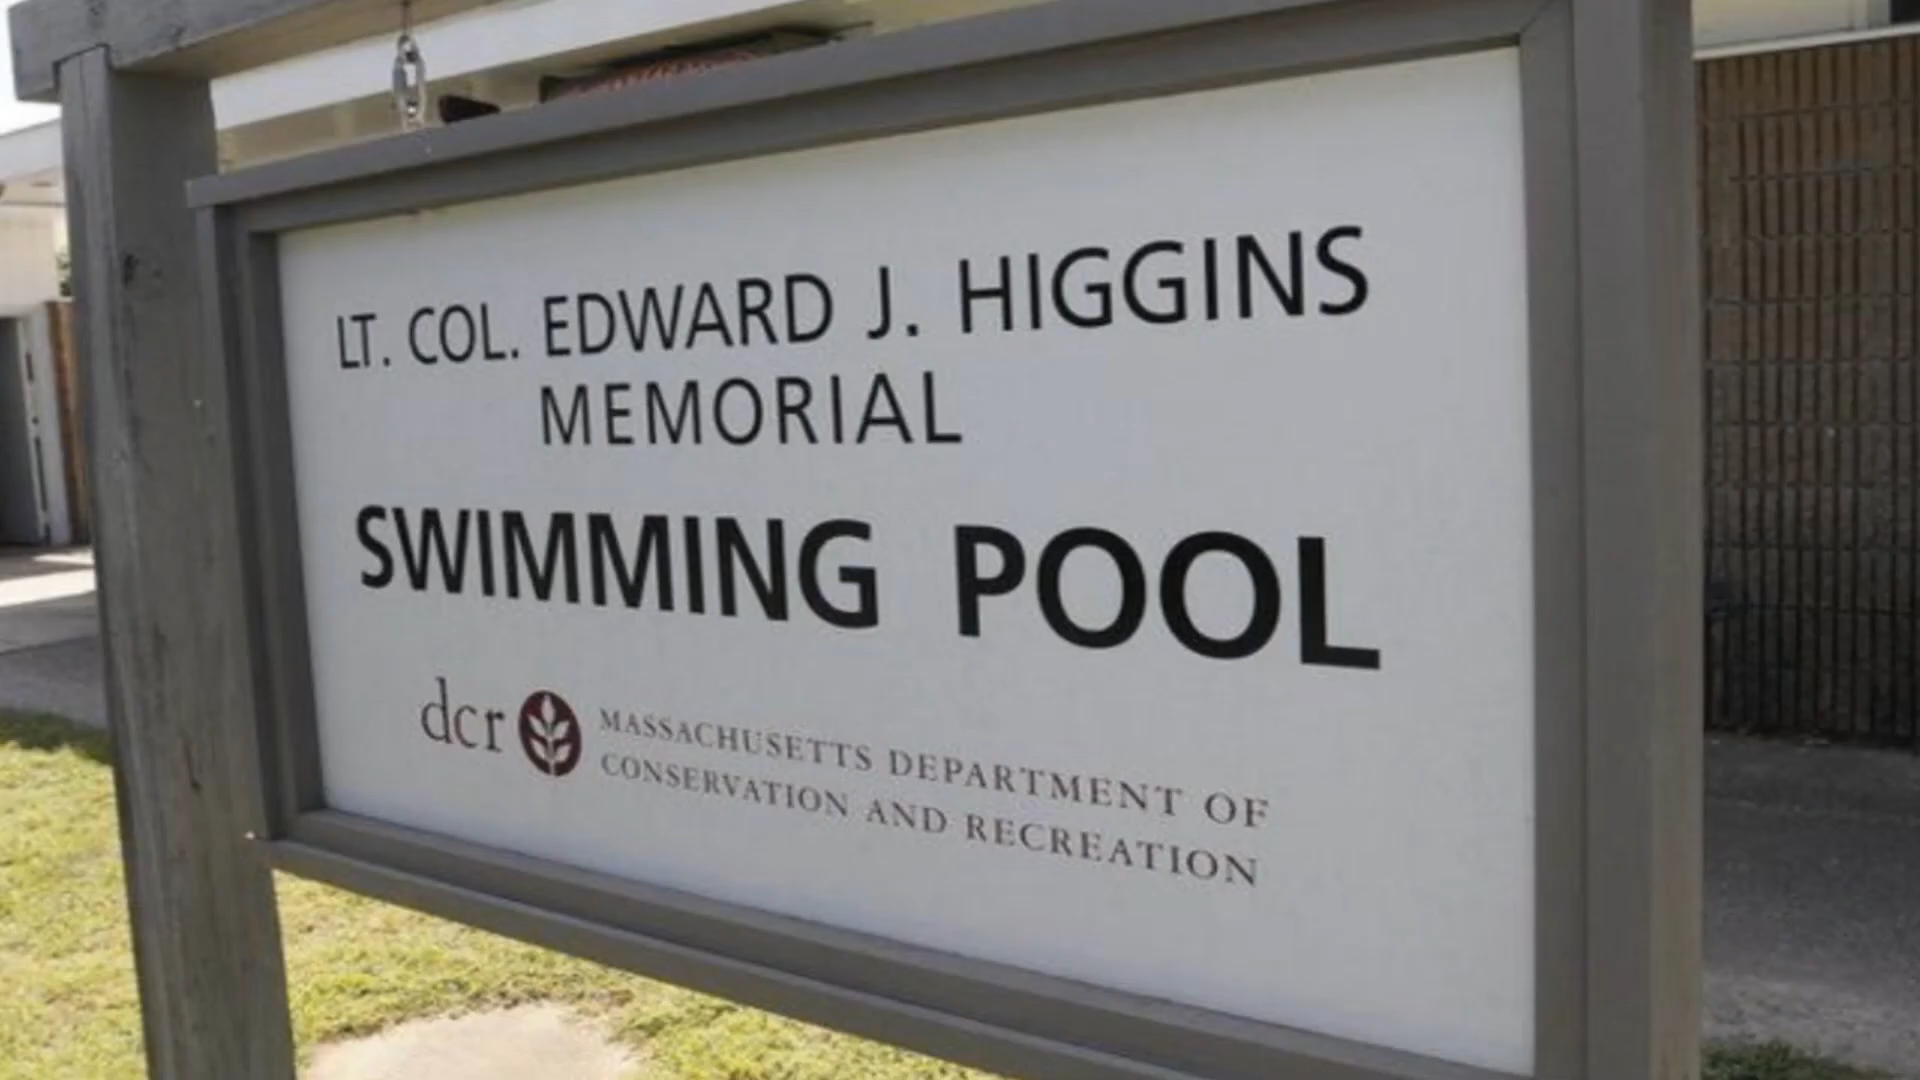 LT. COL. EDWARD J. HIGGINS
MEMORIAL
SWIMMING POOL
dcr
MASSACHUSETTS DEPARTMENT OF
CONSERVATION AND RECREATION